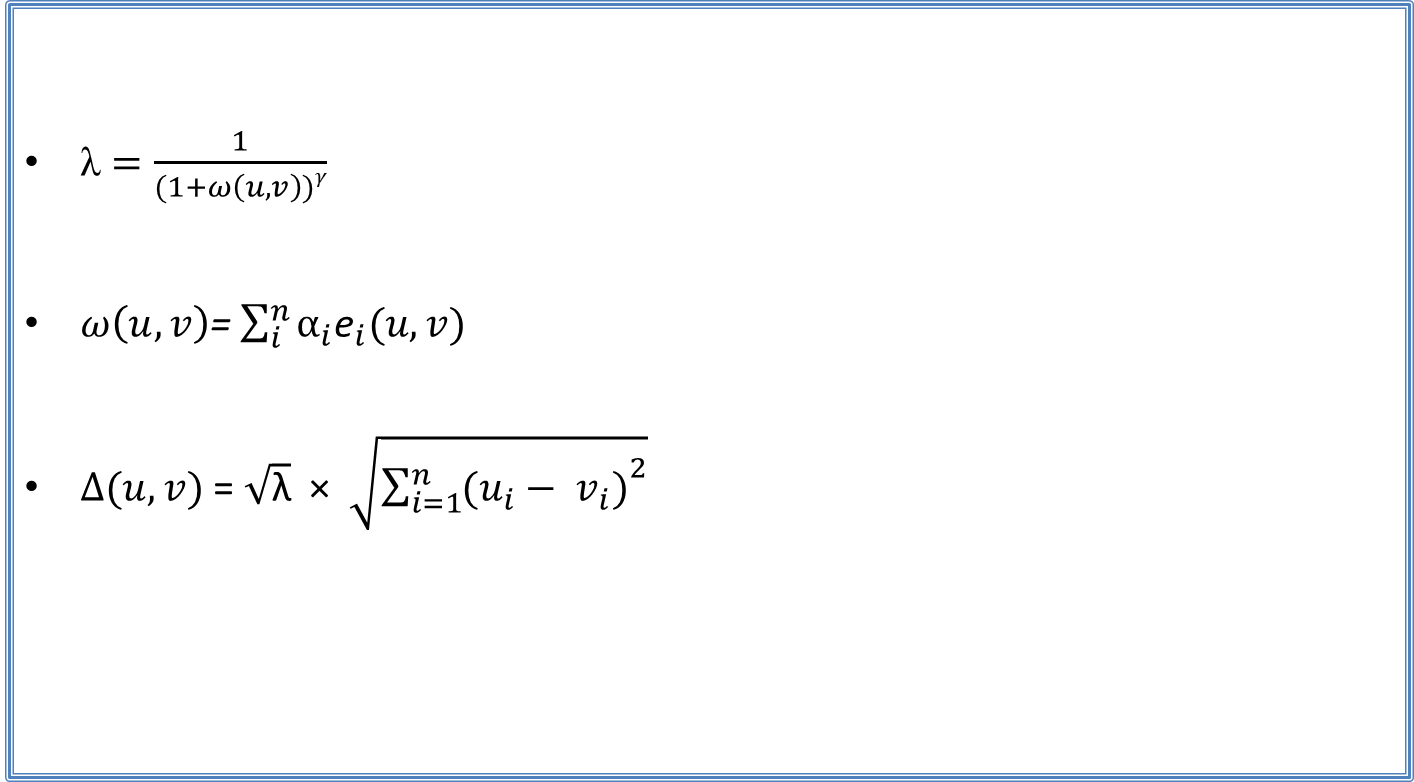 • λ = 1/(1+ω(u,v))^γ
• ω(u, v)= ∑_i^n α_i e_i(u, v)
• Δ(u, v) = √λ × √(∑_{i=1}^n (u_i − v_i)^2)